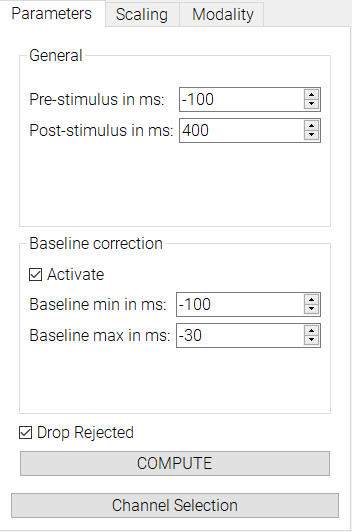 Parameters Scaling Modality
General
Pre-stimulus in ms: -100
Post-stimulus in ms: 400
Baseline correction
Activate
Baseline min in ms: -100
Baseline max in ms: -30
Drop Rejected
COMPUTE
Channel Selection